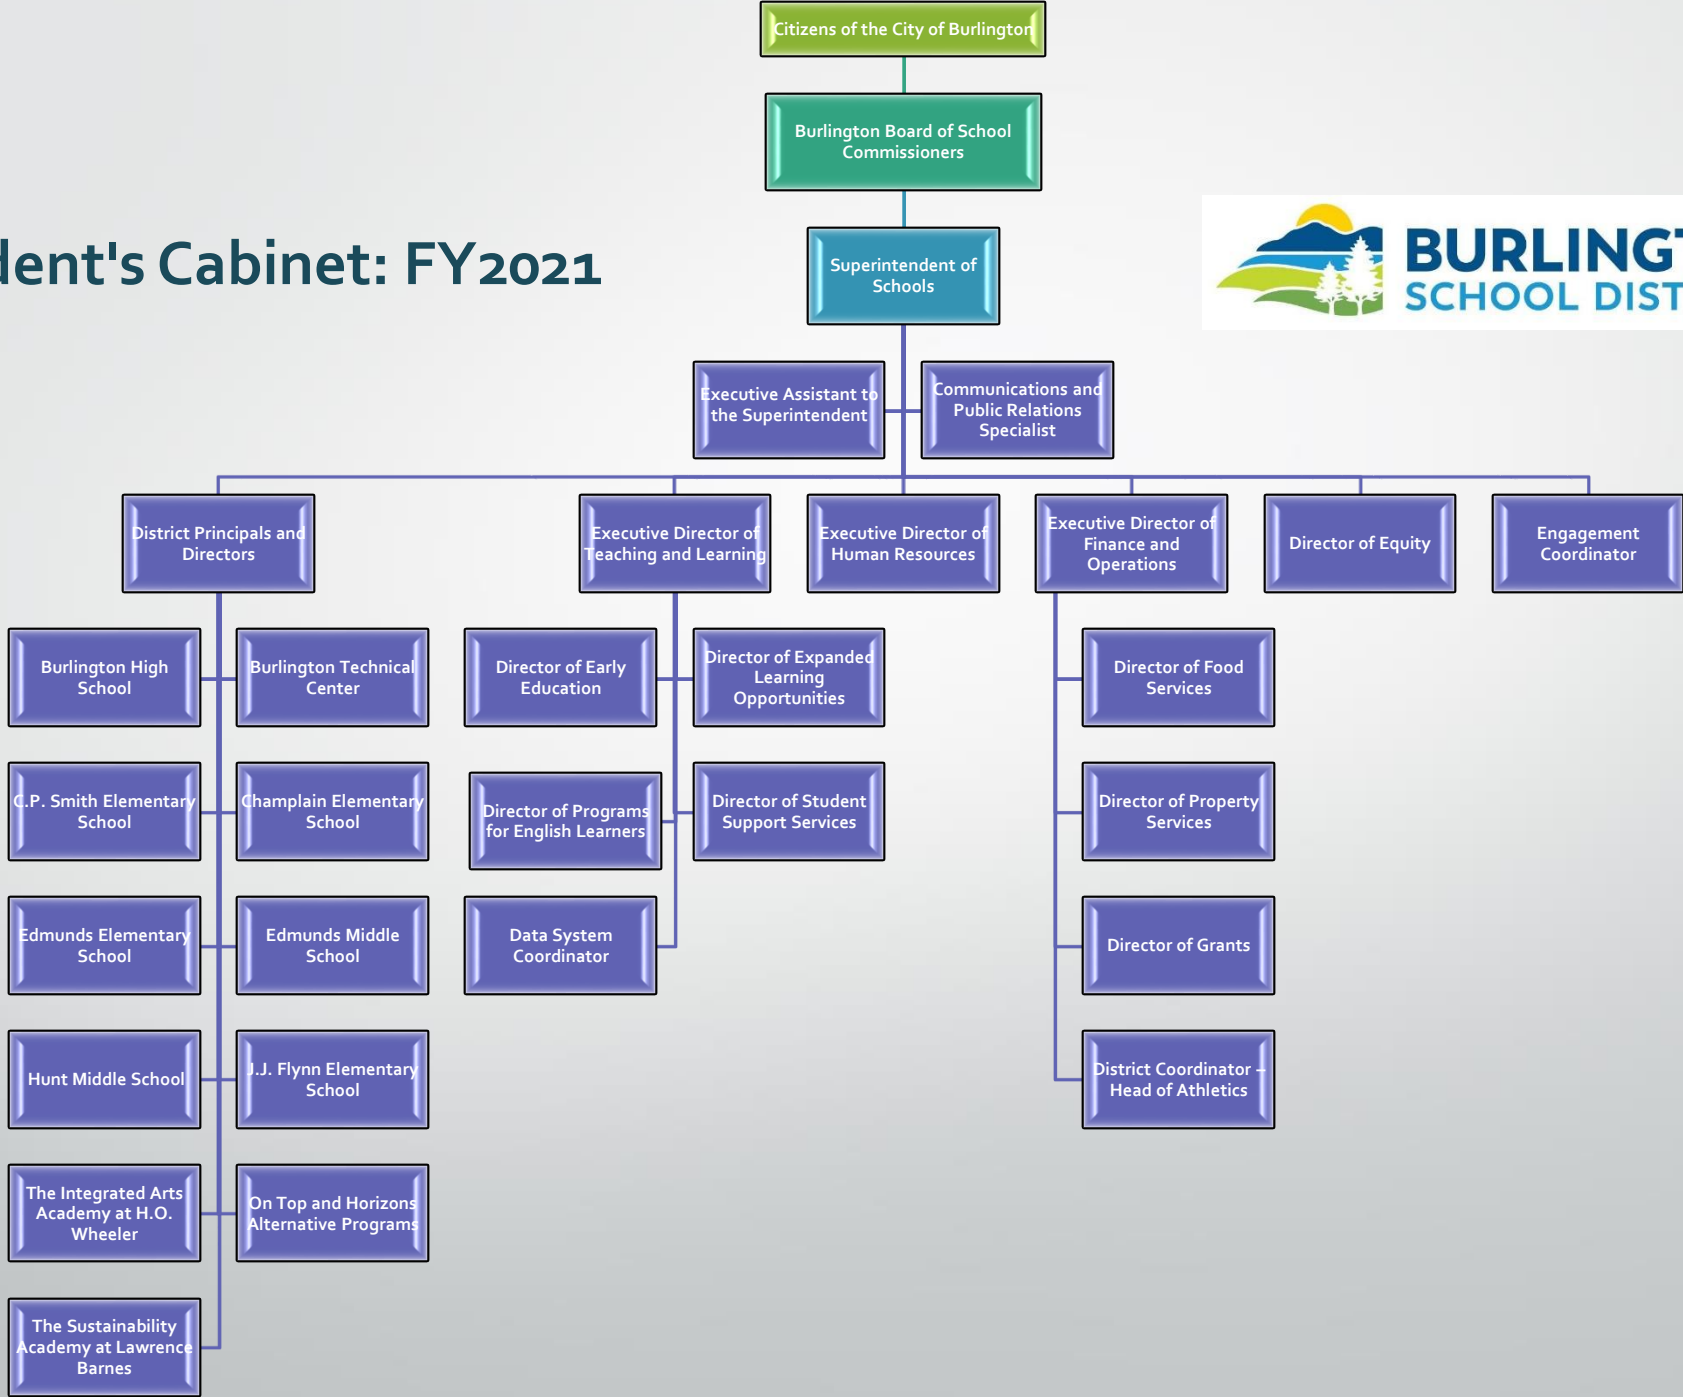 Citizens of the City of Burlington
Burlington Board of School
Commissioners
dent's Cabinet: FY2021
Superintendent of
Schools
BURLINGT
SCHOOL DIST
Executive Assistant to
the Superintendent
Communications and
Public Relations
Specialist
District Principals and
Directors
Executive Director of
Teaching and Learning
Executive Director of
Human Resources
Executive Director of
Finance and
Operations
Director of Equity
Engagement
Coordinator
Burlington High
School
Burlington Technical
Center
Director of Early
Education
Director of Expanded
Learning
Opportunities
Director of Food
Services
C.P. Smith Elementary
School
Champlain Elementary
School
Director of Programs
for English Learners
Director of Student
Support Services
Director of Property
Services
Edmunds Elementary
School
Edmunds Middle
School
Data System
Coordinator
Director of Grants
Hunt Middle School
J.J. Flynn Elementary
School
District Coordinator –
Head of Athletics
The Integrated Arts
Academy at H.O.
Wheeler
On Top and Horizons
Alternative Programs
The Sustainability
Academy at Lawrence
Barnes